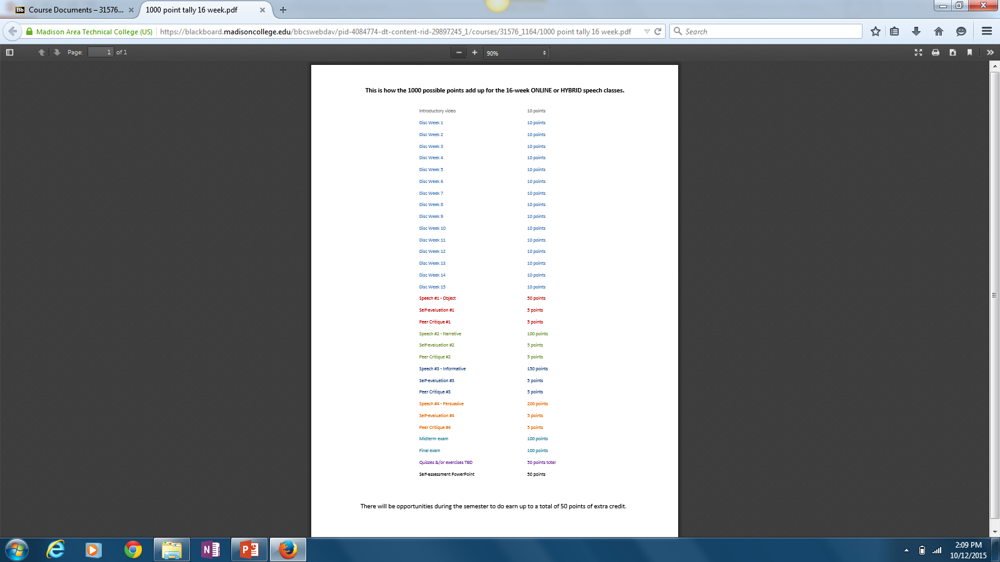 Course Documents – 31576...
1000 point tally 16 week.pdf
Madison Area Technical College (US)
https://blackboard.madisoncollege.edu/bbcswebdav/pid-4084774-dt-content-rid-29897245_1/courses/31576_1164/1000 point tally 16 week.pdf
Search
Page: 1 of 1
90%
This is how the 1000 possible points add up for the 16-week ONLINE or HYBRID speech classes.
Introductory video 10 points
Disc Week 1 10 points
Disc Week 2 10 points
Disc Week 3 10 points
Disc Week 4 10 points
Disc Week 5 10 points
Disc Week 6 10 points
Disc Week 7 10 points
Disc Week 8 10 points
Disc Week 9 10 points
Disc Week 10 10 points
Disc Week 11 10 points
Disc Week 12 10 points
Disc Week 13 10 points
Disc Week 14 10 points
Disc Week 15 10 points
Speech #1 - Object 50 points
Self-evaluation #1 5 points
Peer Critique #1 5 points
Speech #2 - Narrative 100 points
Self-evaluation #2 5 points
Peer Critique #2 5 points
Speech #3 - Informative 150 points
Self-evaluation #3 5 points
Peer Critique #3 5 points
Speech #4 - Persuasive 200 points
Self-evaluation #4 5 points
Peer Critique #4 5 points
Midterm exam 100 points
Final exam 100 points
Quizzes &/or exercises TBD 50 points total
Self-assessment PowerPoint 50 points
There will be opportunities during the semester to do earn up to a total of 50 points of extra credit.
2:09 PM
10/12/2015